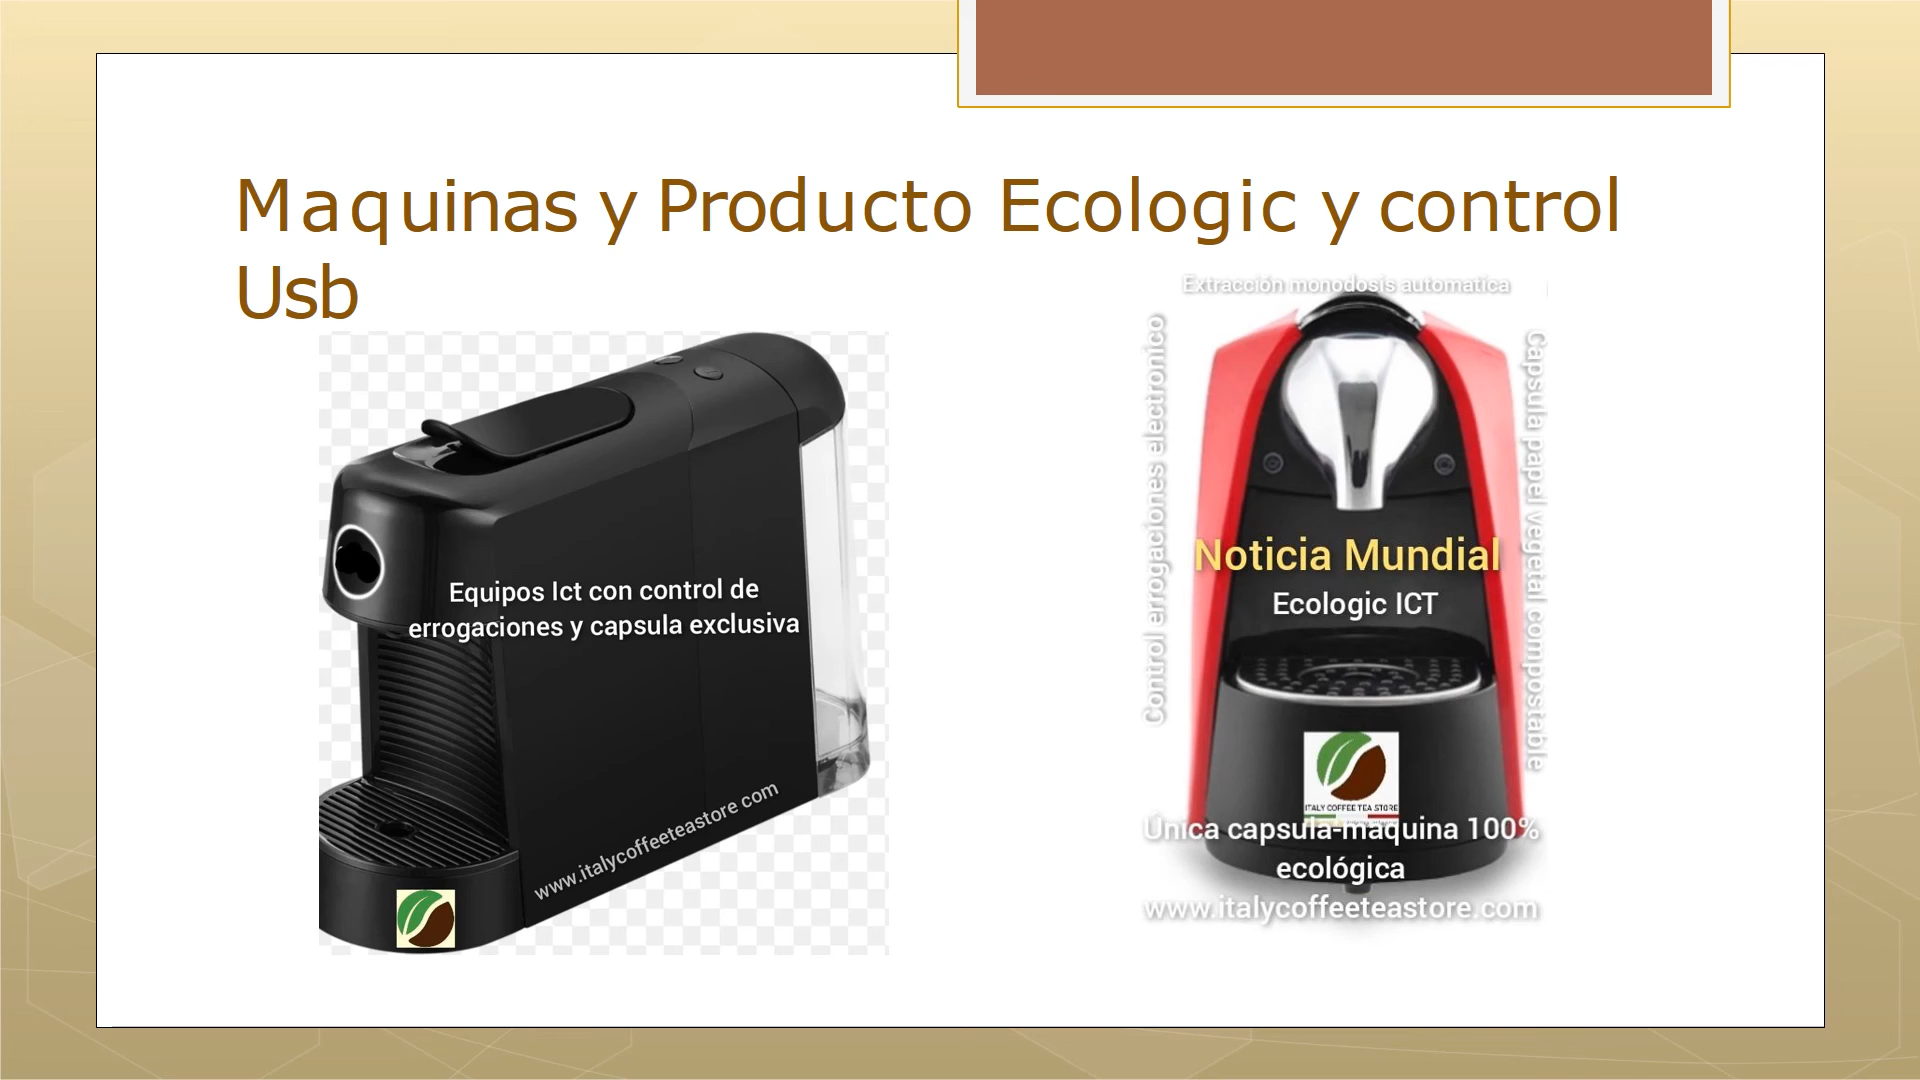 Maquinas y Producto Ecologic y control
Usb
Equipos Ict con control de
errogaciones y capsula exclusiva
www.italycoffeeteastore.com
Extracción monodosis automatica
Control errogaciones electronico
Capsula papel vegetal compostable
Noticia Mundial
Ecologic ICT
ITALY COFFEE TEA STORE
Única capsula-maquina 100%
ecológica
www.italycoffeeteastore.com